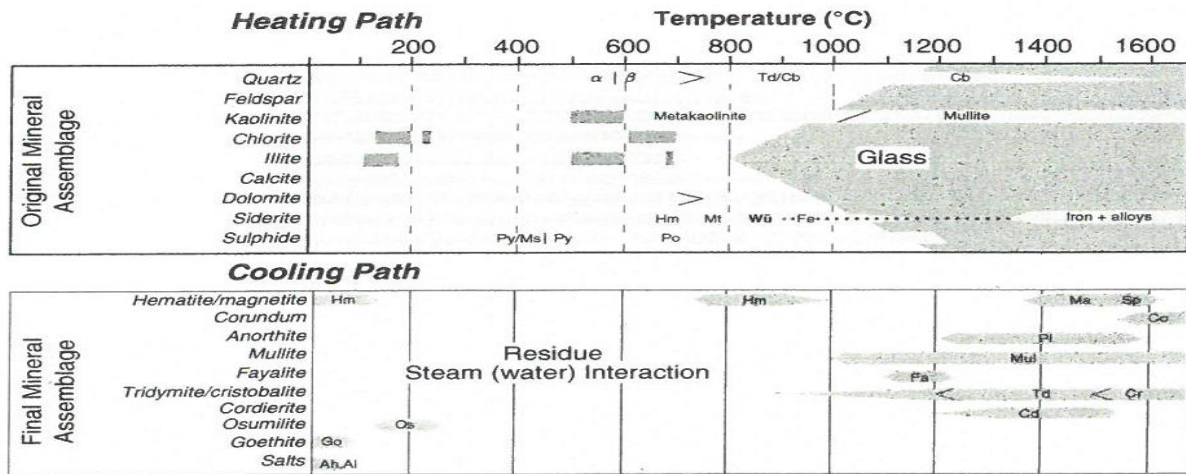 Heating Path Temperature (°C)
200 400 600 800 1000 1200 1400 1600
Original Mineral Assemblage
Quartz α | β > Td/Cb Cb
Feldspar
Kaolinite Metakaolinite Mullite
Chlorite
Illite Glass
Calcite
Dolomite >
Siderite Hm Mt Wü Fe Iron + alloys
Sulphide Py/Ms Py Po
Cooling Path
Final Mineral Assemblage
Hematite/magnetite Hm Hm Ma Sp
Corundum Co
Anorthite Pl
Mullite Mul
Fayalite Fa
Tridymite/cristobalite < Td < Cr
Cordierite Cd
Osumilite Os
Goethite Go
Salts Ah,Al
Residue
Steam (water) Interaction